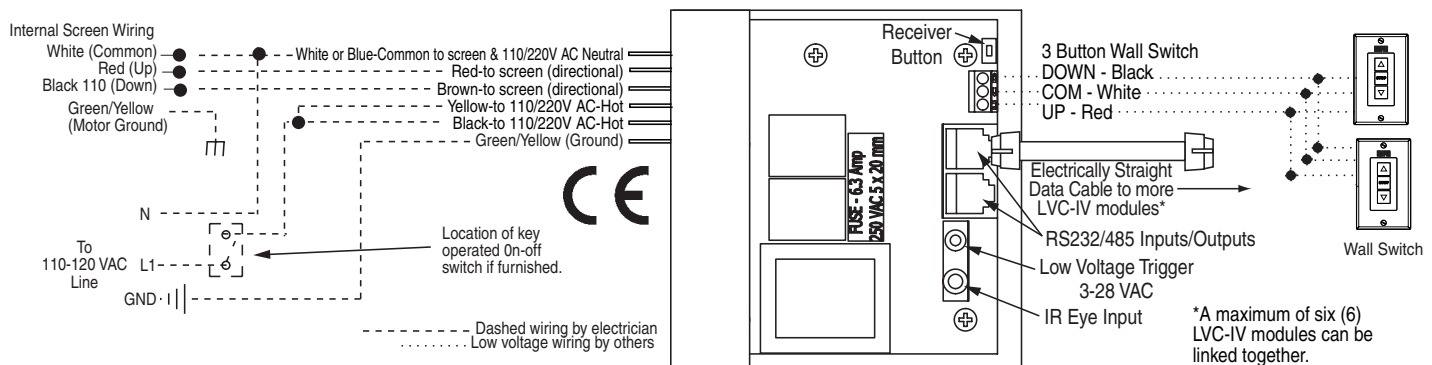 Internal Screen Wiring
White (Common)
Red (Up)
Black 110 (Down)
Green/Yellow
(Motor Ground)
White or Blue-Common to screen & 110/220V AC Neutral
Red-to screen (directional)
Brown-to screen (directional)
Yellow-to 110/220V AC-Hot
Black-to 110/220V AC-Hot
Green/Yellow (Ground)
CE
N
To
110-120 VAC
Line
L1
GND
Location of key
operated 0n-off
switch if furnished.
Dashed wiring by electrician
Low voltage wiring by others
FUSE - 6.3 Amp
250 VAC 5 x 20 mm
Receiver
Button
3 Button Wall Switch
DOWN - Black
COM - White
UP - Red
Electrically Straight
Data Cable to more
LVC-IV modules*
RS232/485 Inputs/Outputs
Low Voltage Trigger
3-28 VAC
IR Eye Input
Wall Switch
*A maximum of six (6)
LVC-IV modules can be
linked together.